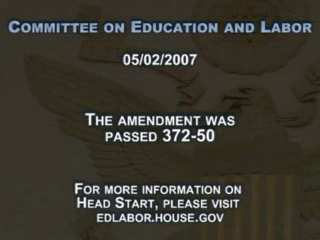 Committee on Education and Labor
05/02/2007
The amendment was
passed 372-50
For more information on
Head Start, please visit
edlabor.house.gov